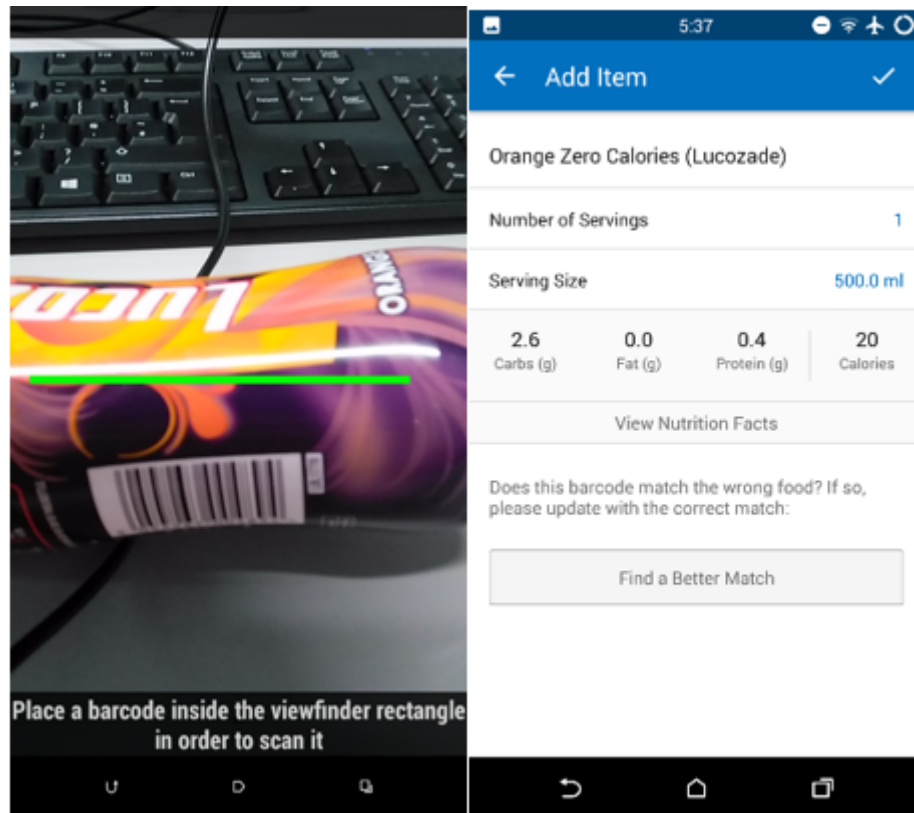 LUCOZ
ORANG
Place a barcode inside the viewfinder rectangle
in order to scan it
5:37
Add Item
Orange Zero Calories (Lucozade)
Number of Servings 1
Serving Size 500.0 ml
2.6 0.0 0.4 20
Carbs (g) Fat (g) Protein (g) Calories
View Nutrition Facts
Does this barcode match the wrong food? If so,
please update with the correct match:
Find a Better Match